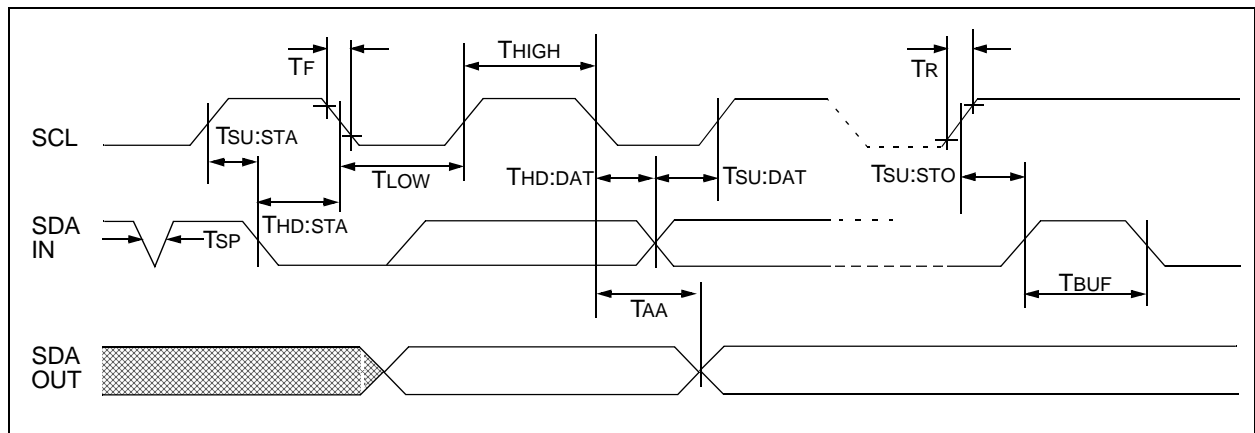 TF
THIGH
TR
SCL
TSU:STA
TLOW
THD:DAT
TSU:DAT
TSU:STO
SDA
IN
TSP
THD:STA
TBUF
TAA
SDA
OUT